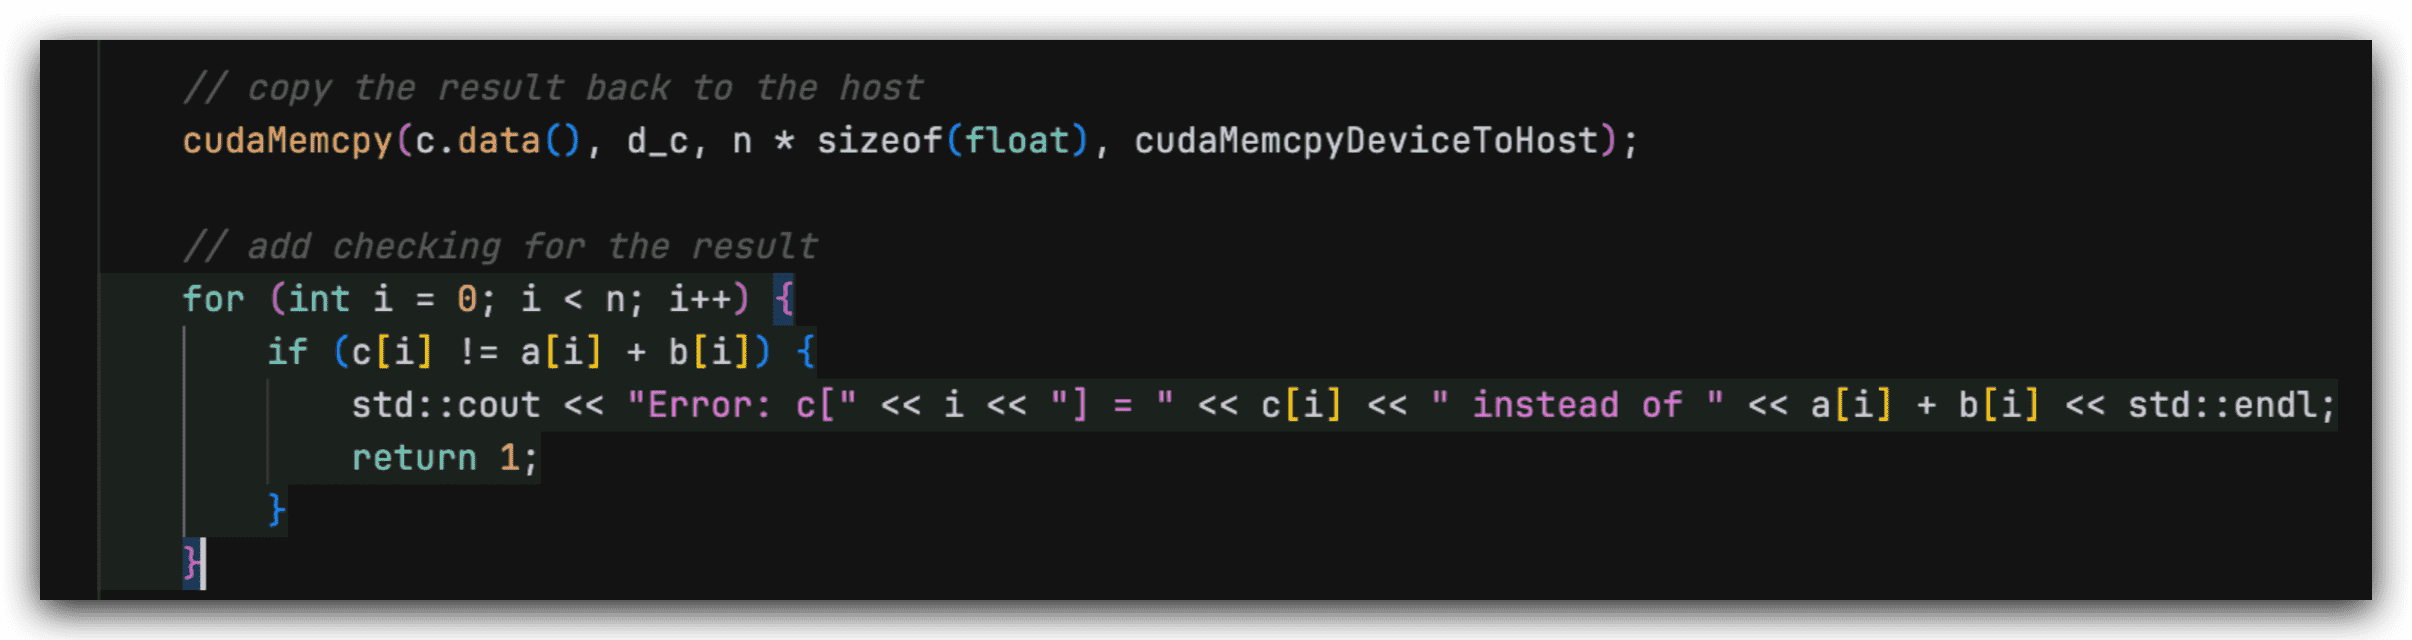 // copy the result back to the host
cudaMemcpy(c.data(), d_c, n * sizeof(float), cudaMemcpyDeviceToHost);
// add checking for the result
for (int i = 0; i < n; i++) {
if (c[i] != a[i] + b[i]) {
std::cout << "Error: c[" << i << "] = " << c[i] << " instead of " << a[i] + b[i] << std::endl;
return 1;
}
}